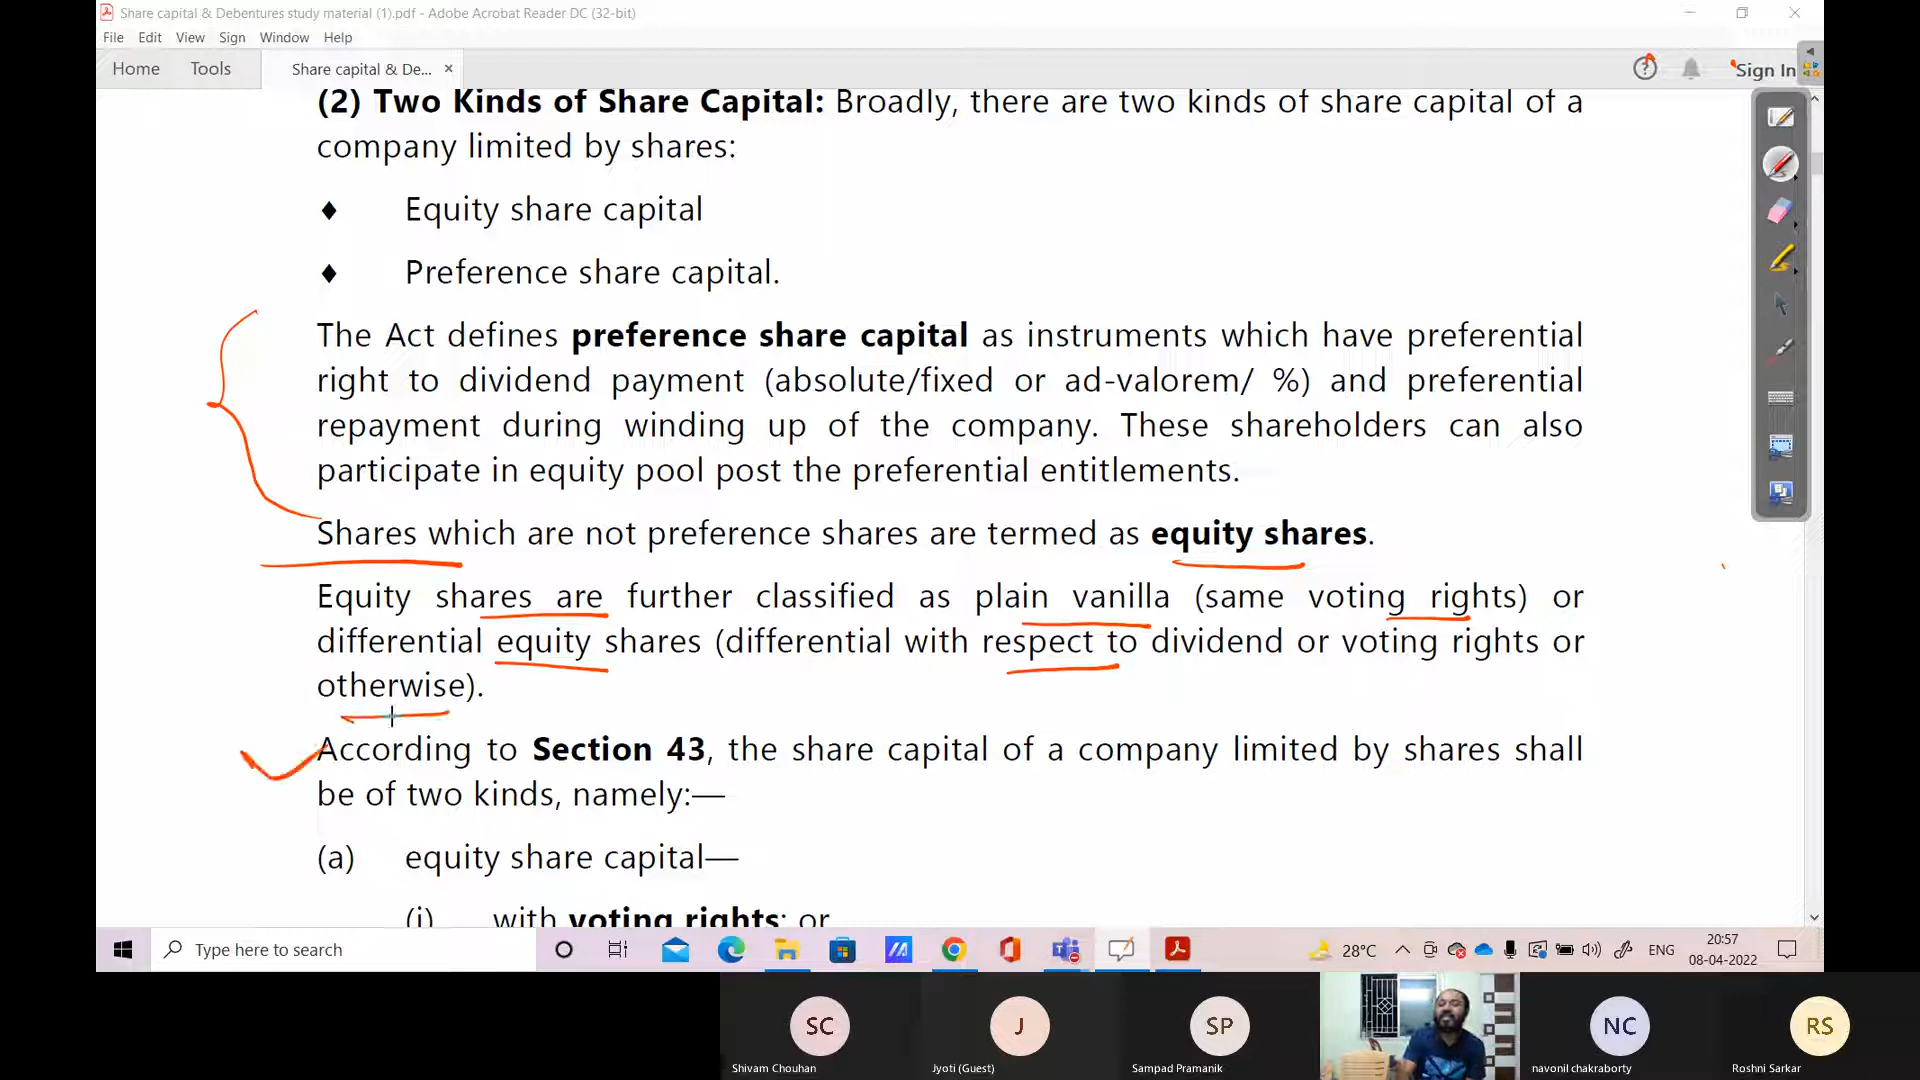 Share capital & Debentures study material (1).pdf - Adobe Acrobat Reader DC (32-bit)
File Edit View Sign Window Help
Home Tools Share capital & De... × Sign In
(2) Two Kinds of Share Capital: Broadly, there are two kinds of share capital of a
company limited by shares:
♦ Equity share capital
♦ Preference share capital.
The Act defines preference share capital as instruments which have preferential
right to dividend payment (absolute/fixed or ad-valorem/ %) and preferential
repayment during winding up of the company. These shareholders can also
participate in equity pool post the preferential entitlements.
Shares which are not preference shares are termed as equity shares.
Equity shares are further classified as plain vanilla (same voting rights) or
differential equity shares (differential with respect to dividend or voting rights or
otherwise).
According to Section 43, the share capital of a company limited by shares shall
be of two kinds, namely:—
(a) equity share capital—
(i) with voting rights; or
Type here to search 28°C ENG 20:57
08-04-2022
SC J SP NC RS
Shivam Chouhan Jyoti (Guest) Sampad Pramanik navonil chakraborty Roshni Sarkar